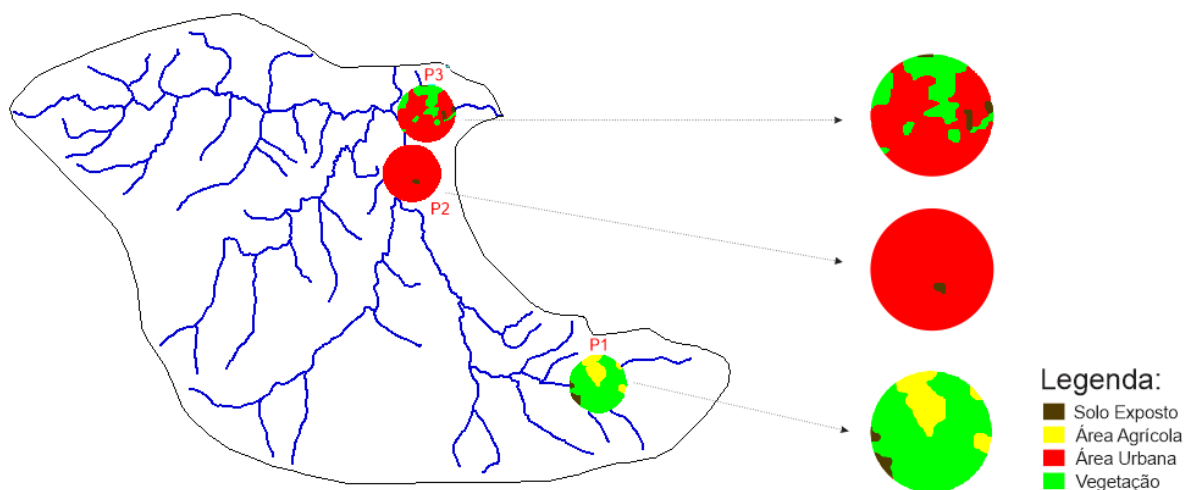 P3
P2
P1
Legenda:
Solo Exposto
Área Agrícola
Área Urbana
Vegetação